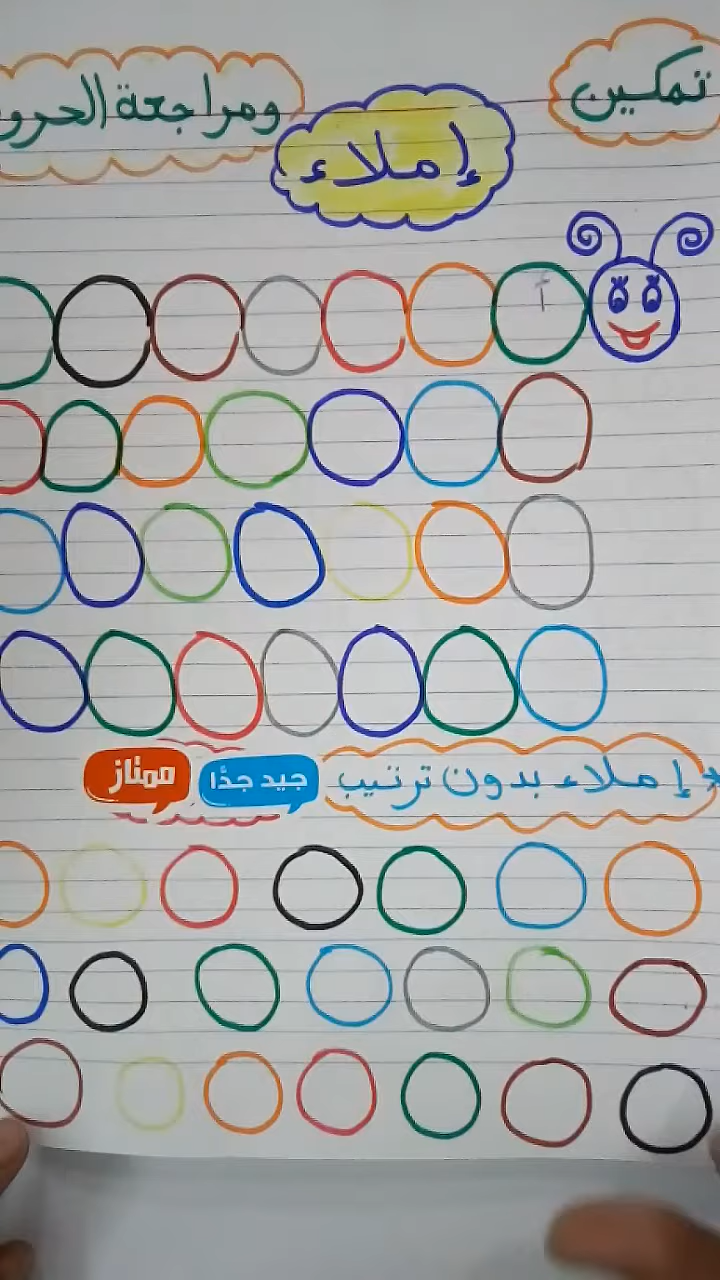 تمكين
ومراجعة الحرو
إملاء
أ
* إملاء بدون ترتيب
جيد جدًا
ممتاز